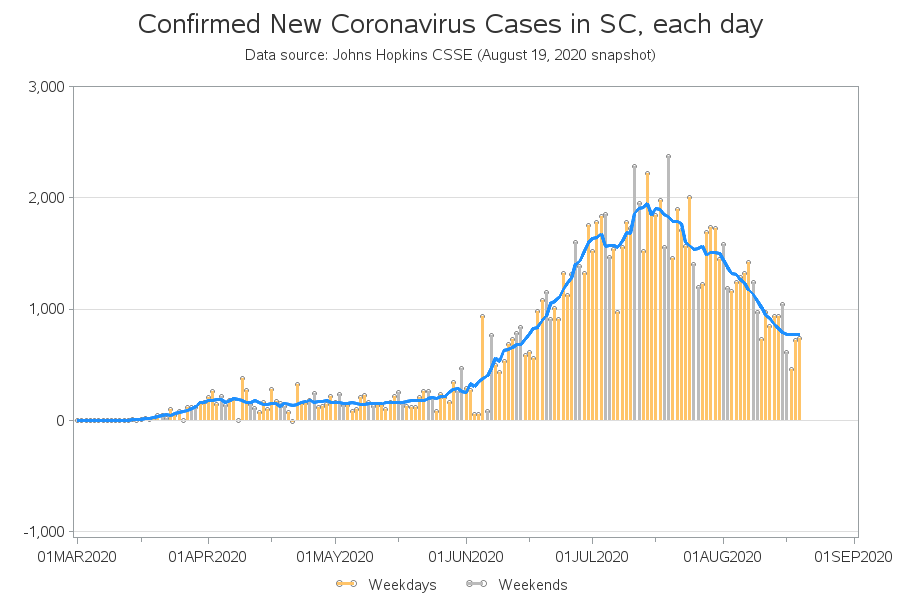 Confirmed New Coronavirus Cases in SC, each day
Data source: Johns Hopkins CSSE (August 19, 2020 snapshot)
3,000
2,000
1,000
0
-1,000
01MAR2020 01APR2020 01MAY2020 01JUN2020 01JUL2020 01AUG2020 01SEP2020
Weekdays Weekends